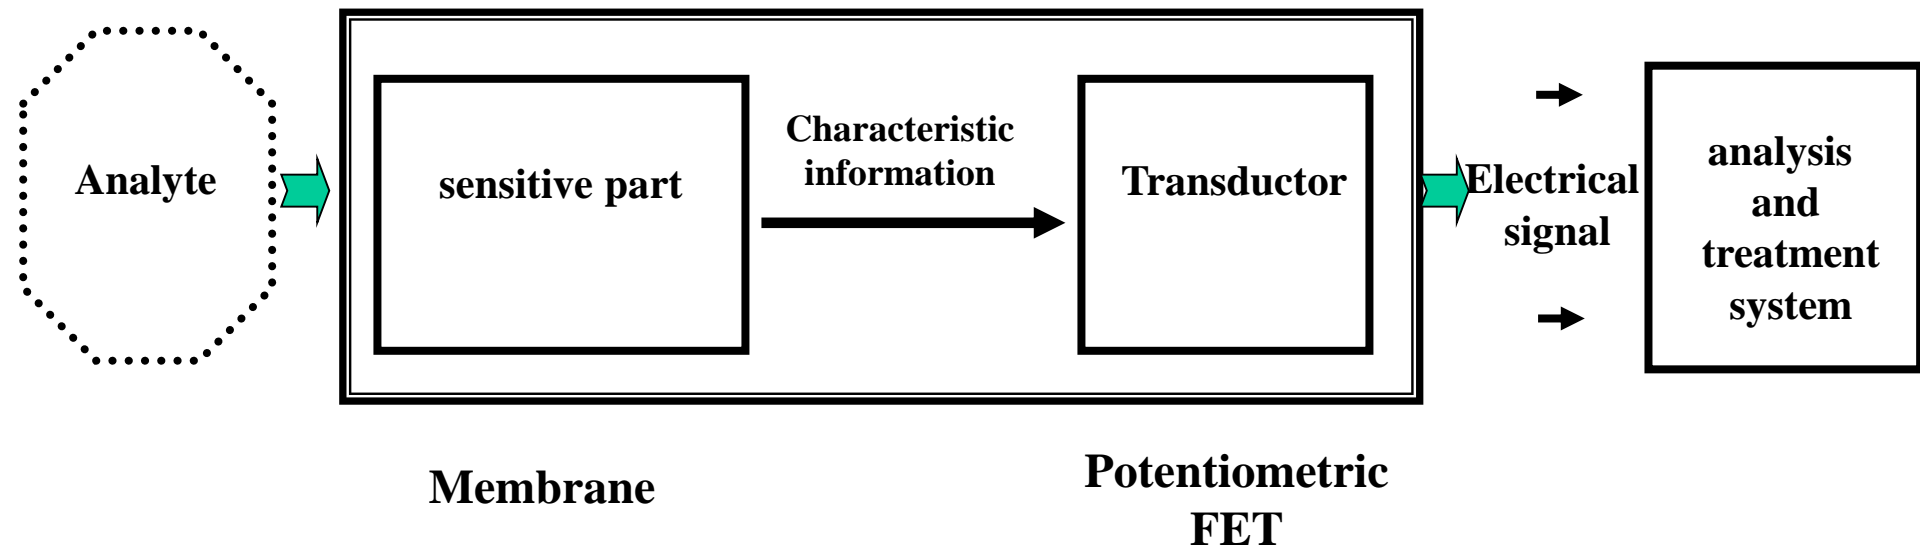 Analyte
sensitive part
Characteristic
information
Transductor
Electrical
signal
analysis
and
treatment
system
Membrane
Potentiometric
FET